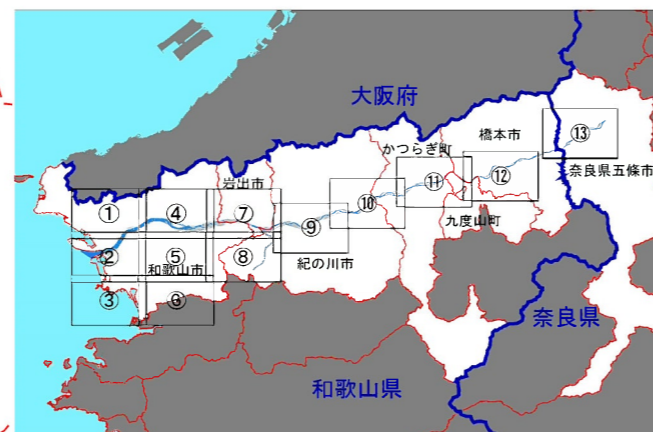 大阪府
橋本市
⑬
かつらぎ町
奈良県五條市
岩出市
⑪
⑫
①
④
⑦
⑩
⑨
九度山町
②
⑤
⑧
和歌山市
紀の川市
③
⑥
奈良県
和歌山県